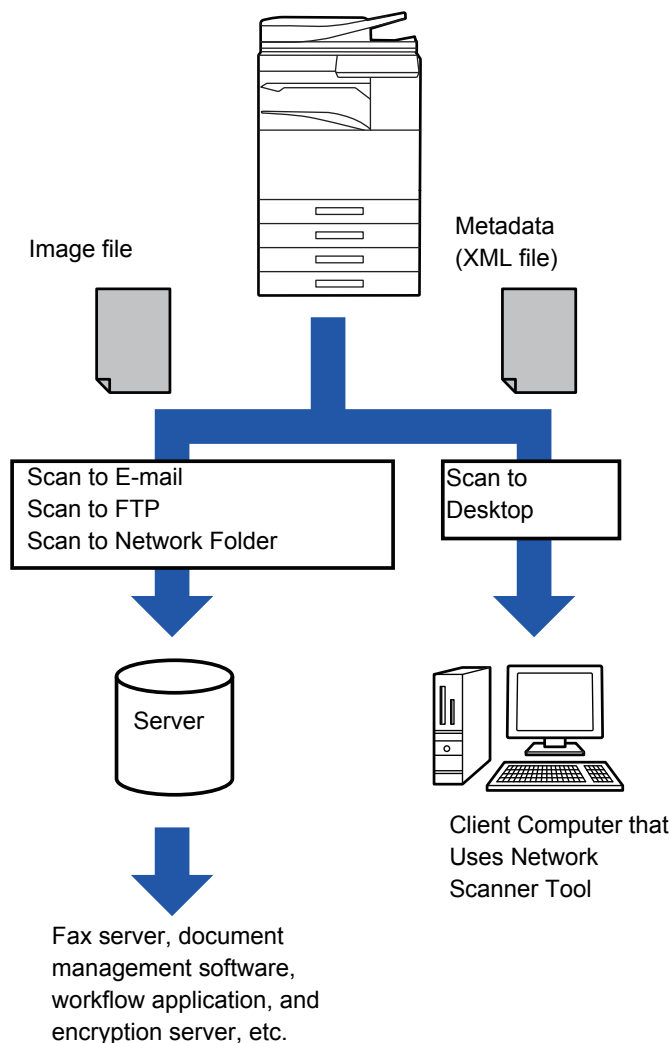 Image file
Metadata
(XML file)
Scan to E-mail
Scan to FTP
Scan to Network Folder
Scan to
Desktop
Server
Client Computer that
Uses Network
Scanner Tool
Fax server, document
management software,
workflow application, and
encryption server, etc.